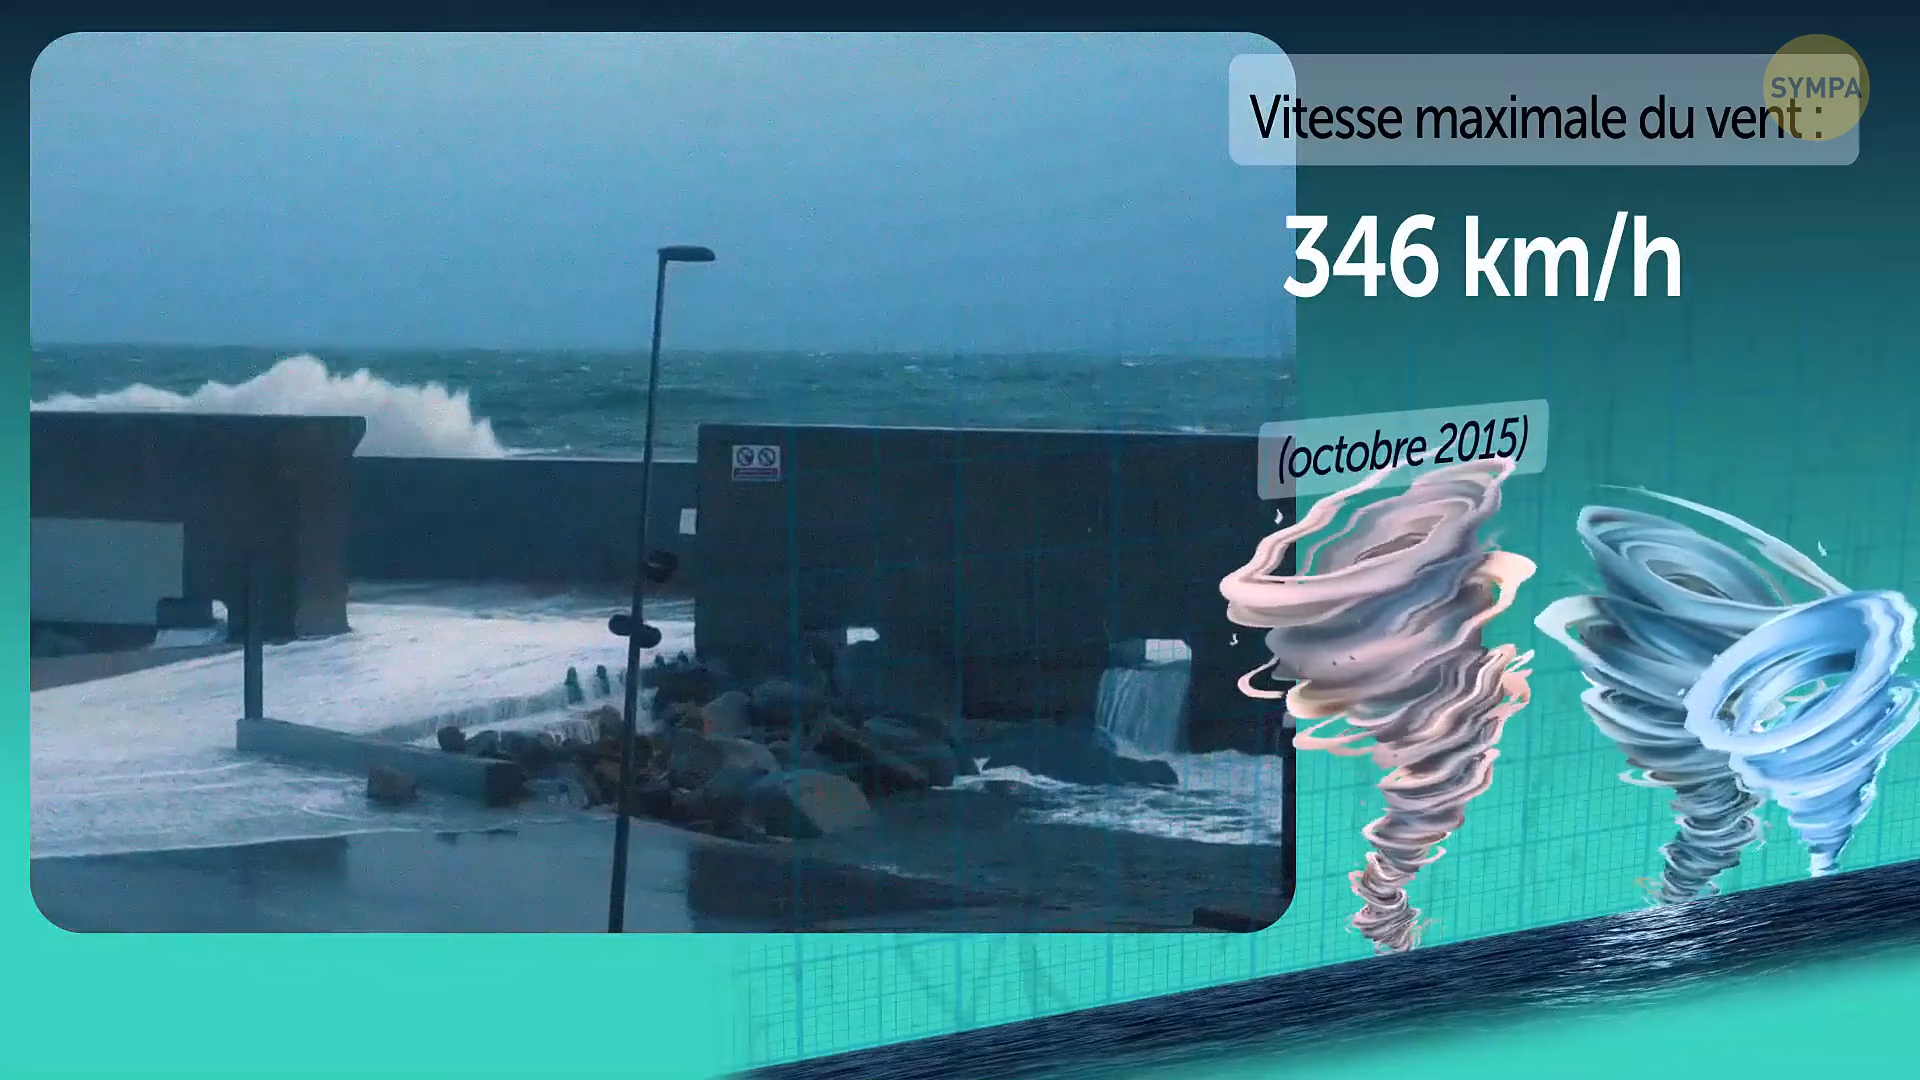 SYMPA
Vitesse maximale du vent :
346 km/h
(octobre 2015)